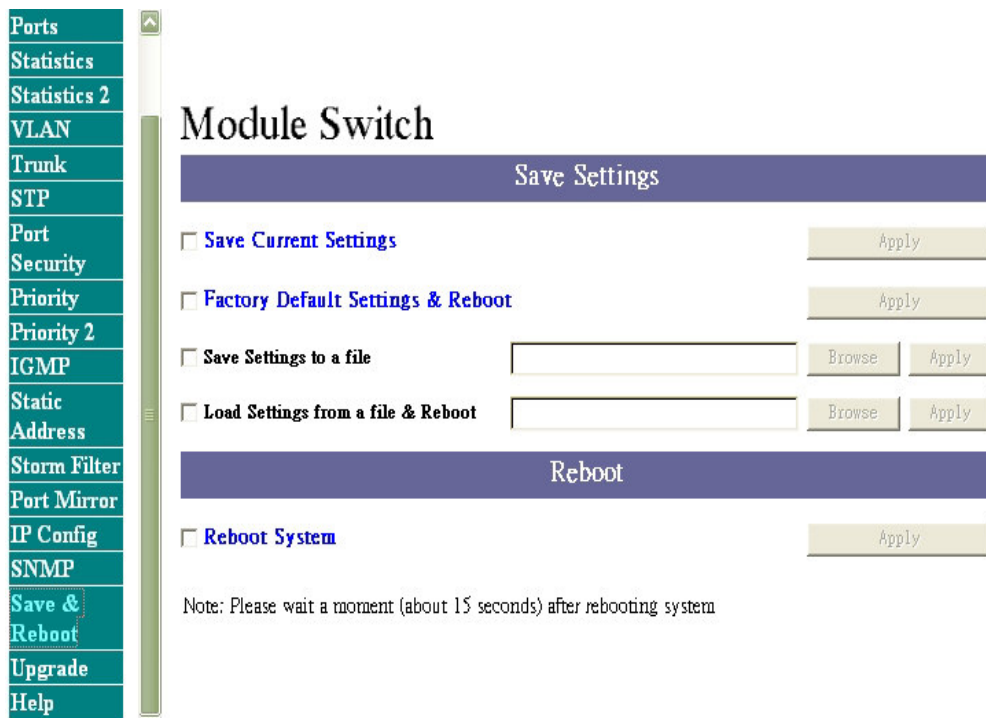 Ports
Statistics
Statistics 2
VLAN
Trunk
STP
Port
Security
Priority
Priority 2
IGMP
Static
Address
Storm Filter
Port Mirror
IP Config
SNMP
Save &
Reboot
Upgrade
Help
Module Switch
Save Settings
Save Current Settings Apply
Factory Default Settings & Reboot Apply
Save Settings to a file Browse Apply
Load Settings from a file & Reboot Browse Apply
Reboot
Reboot System Apply
Note: Please wait a moment (about 15 seconds) after rebooting system